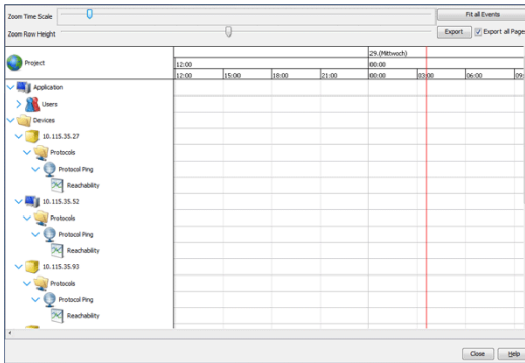 Zoom Time Scale
Fit all Events
Zoom Row Height
Export
Export all Page
Project
29.(Mittwoch)
12:00 00:00
12:00 15:00 18:00 21:00 00:00 03:00 06:00 09:
Application
Users
Devices
10.115.35.27
Protocols
Protocol Ping
Reachability
10.115.35.52
Protocols
Protocol Ping
Reachability
10.115.35.93
Protocols
Protocol Ping
Reachability
Close Help